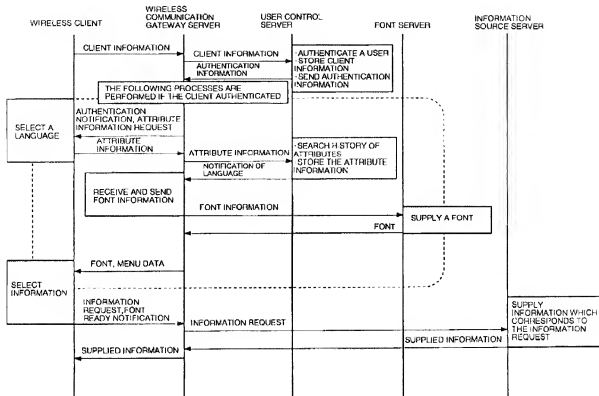 WIRELESS CLIENT
WIRELESS
COMMUNICATION
GATEWAY SERVER
USER CONTROL
SERVER
FONT SERVER
INFORMATION
SOURCE SERVER
CLIENT INFORMATION
CLIENT INFORMATION
AUTHENTICATION
INFORMATION
·AUTHENTICATE A USER
·STORE CLIENT
INFORMATION
·SEND AUTHENTICATION
INFORMATION
THE FOLLOWING PROCESSES ARE
PERFORMED IF THE CLIENT AUTHENTICATED
SELECT A
LANGUAGE
AUTHENTICATION
NOTIFICATION, ATTRIBUTE
INFORMATION REQUEST
ATTRIBUTE
INFORMATION
ATTRIBUTE INFORMATION
NOTIFICATION OF
LANGUAGE
·SEARCH HISTORY OF
ATTRIBUTES
·STORE THE ATTRIBUTE
INFORMATION
RECEIVE AND SEND
FONT INFORMATION
FONT INFORMATION
SUPPLY A FONT
FONT
FONT, MENU DATA
SELECT
INFORMATION
INFORMATION
REQUEST,FONT
READY NOTIFICATION
INFORMATION REQUEST
SUPPLY
INFORMATION WHICH
CORRESPONDS TO
THE INFORMATION
REQUEST
SUPPLIED INFORMATION
SUPPLIED INFORMATION